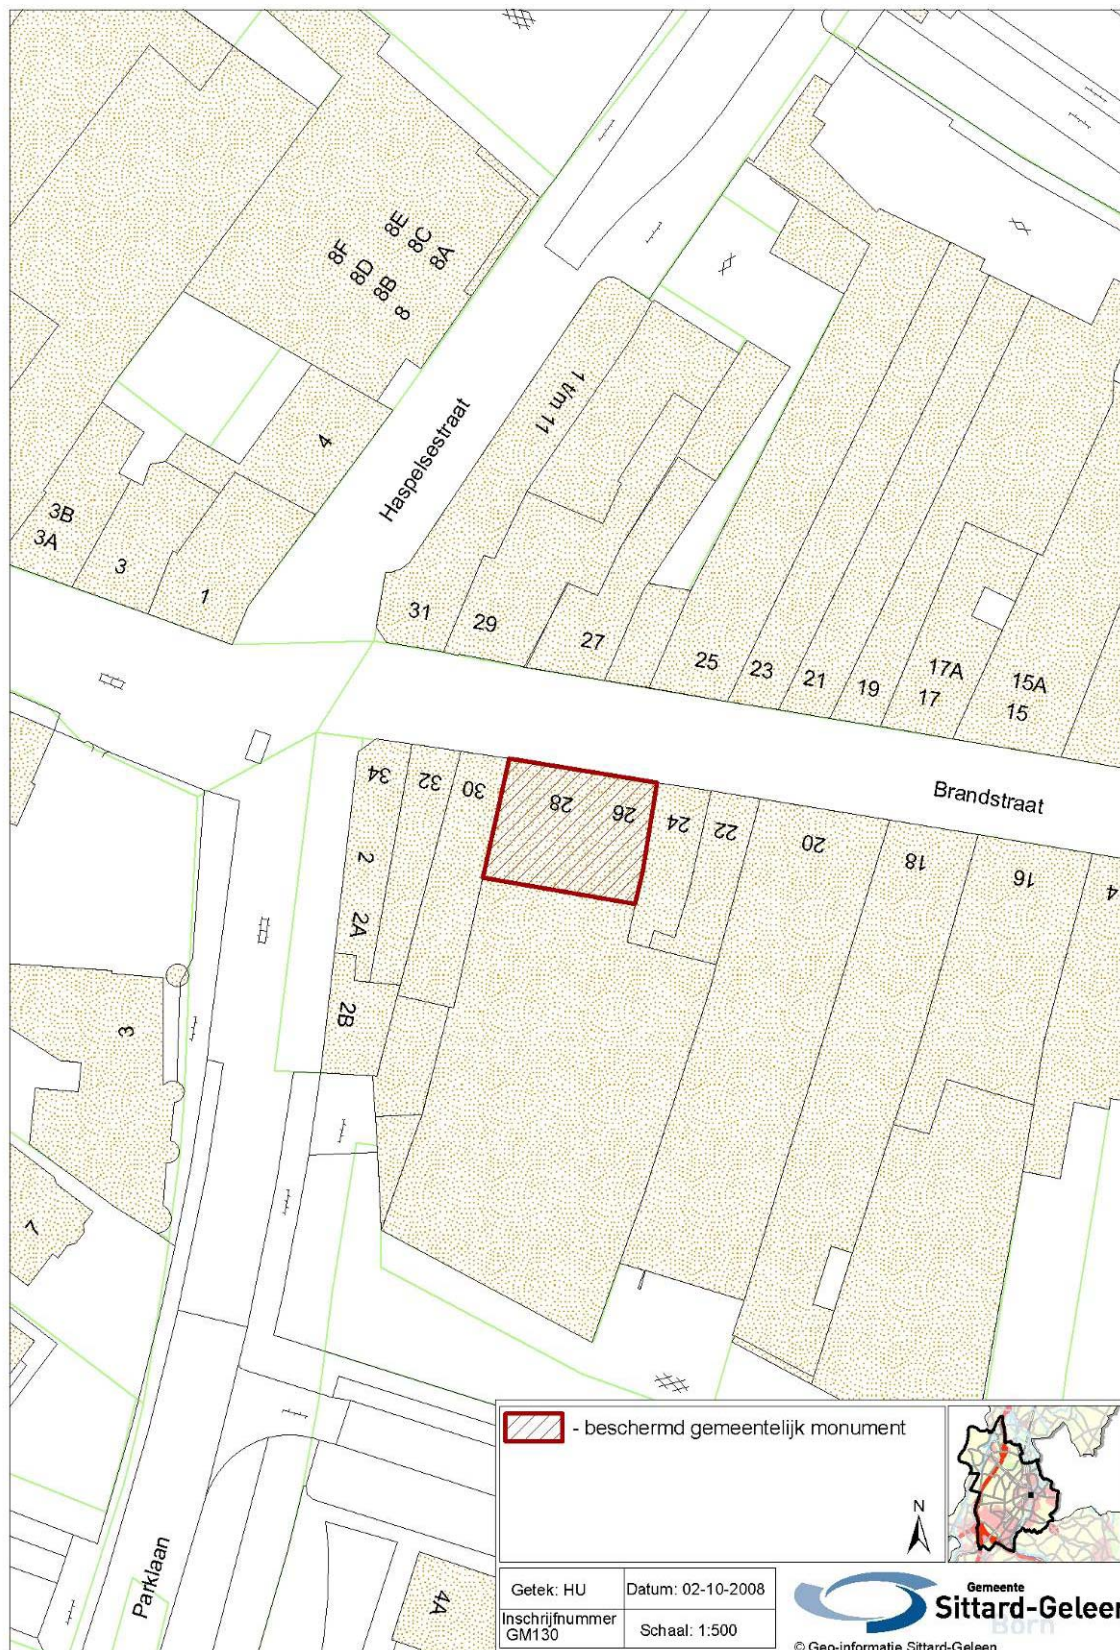 8E
8C
8A
8F
8D
8B
8
1 t/m 11
4
Haspelsestraat
3B
3A
3
1
31
29
27
25
23
21
19
17A
17
15A
15
Brandstraat
34
32
30
28
26
24
22
20
18
16
4
2
2A
2B
3
7
Parklaan
4A
- beschermd gemeentelijk monument
N
Getek: HU
Datum: 02-10-2008
Inschrijfnummer
GM130
Schaal: 1:500
Gemeente
Sittard-Geleen
Born
© Geo-informatie Sittard-Geleen